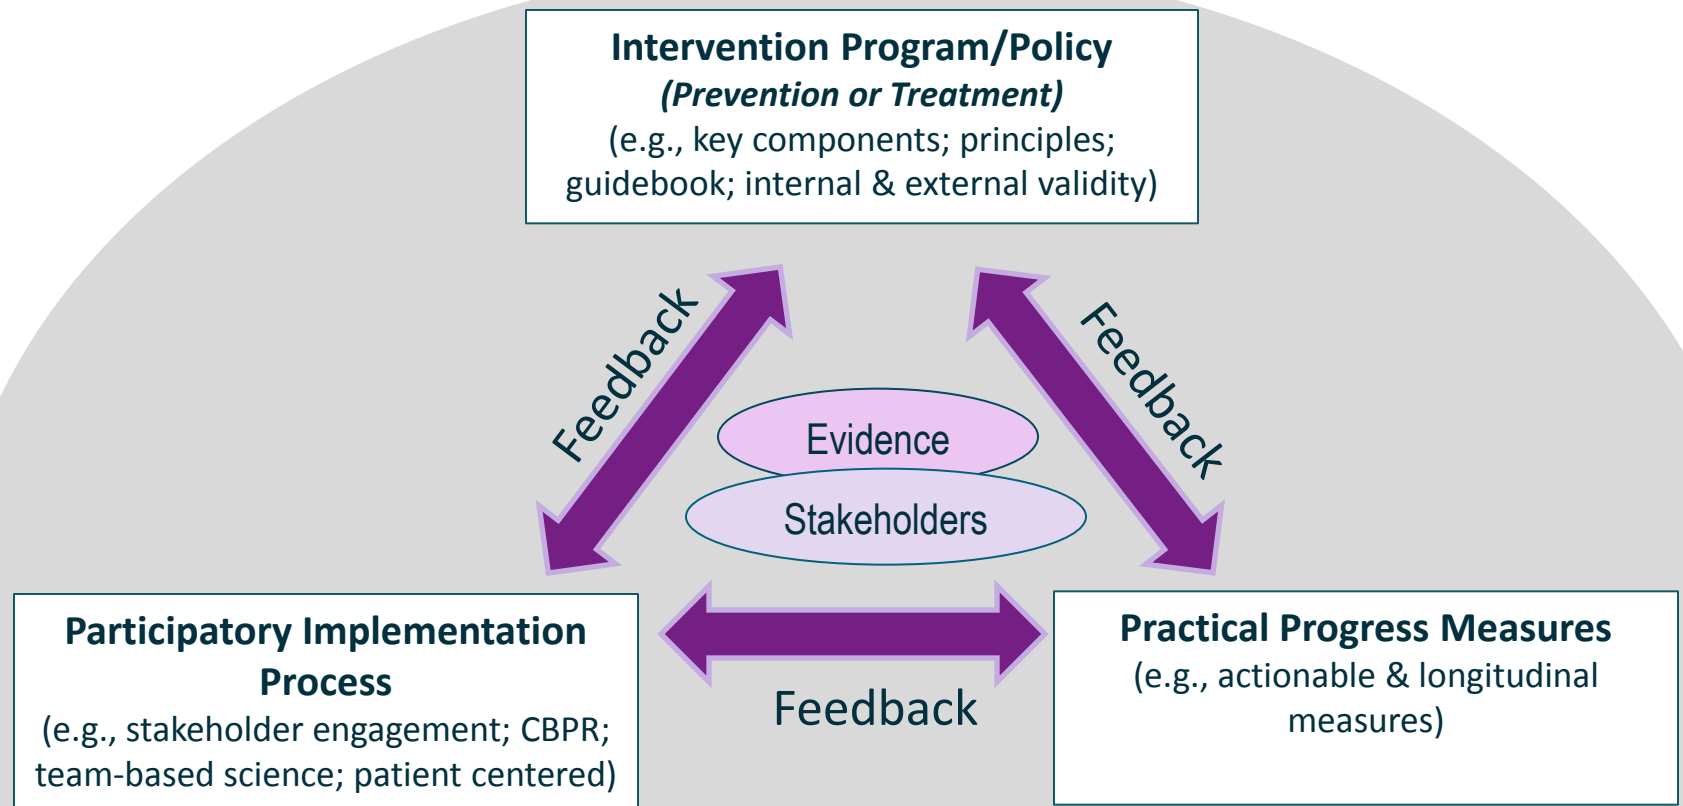 Intervention Program/Policy
(Prevention or Treatment)
(e.g., key components; principles;
guidebook; internal & external validity)
Feedback
Feedback
Evidence
Stakeholders
Participatory Implementation
Process
(e.g., stakeholder engagement; CBPR;
team-based science; patient centered)
Feedback
Practical Progress Measures
(e.g., actionable & longitudinal
measures)